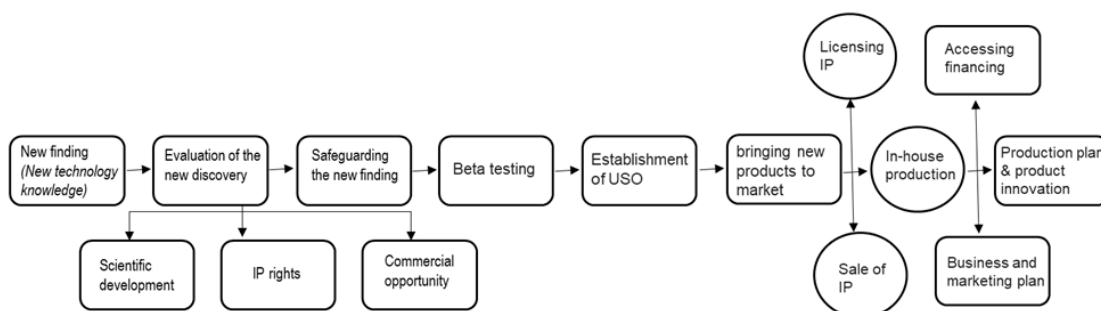 New finding
(New technology
knowledge)
Evaluation of the
new discovery
Safeguarding
the new finding
Beta testing
Establishment
of USO
bringing new
products to
market
Licensing
IP
In-house
production
Sale of
IP
Accessing
financing
Production plan
& product
innovation
Business and
marketing plan
Scientific
development
IP rights
Commercial
opportunity